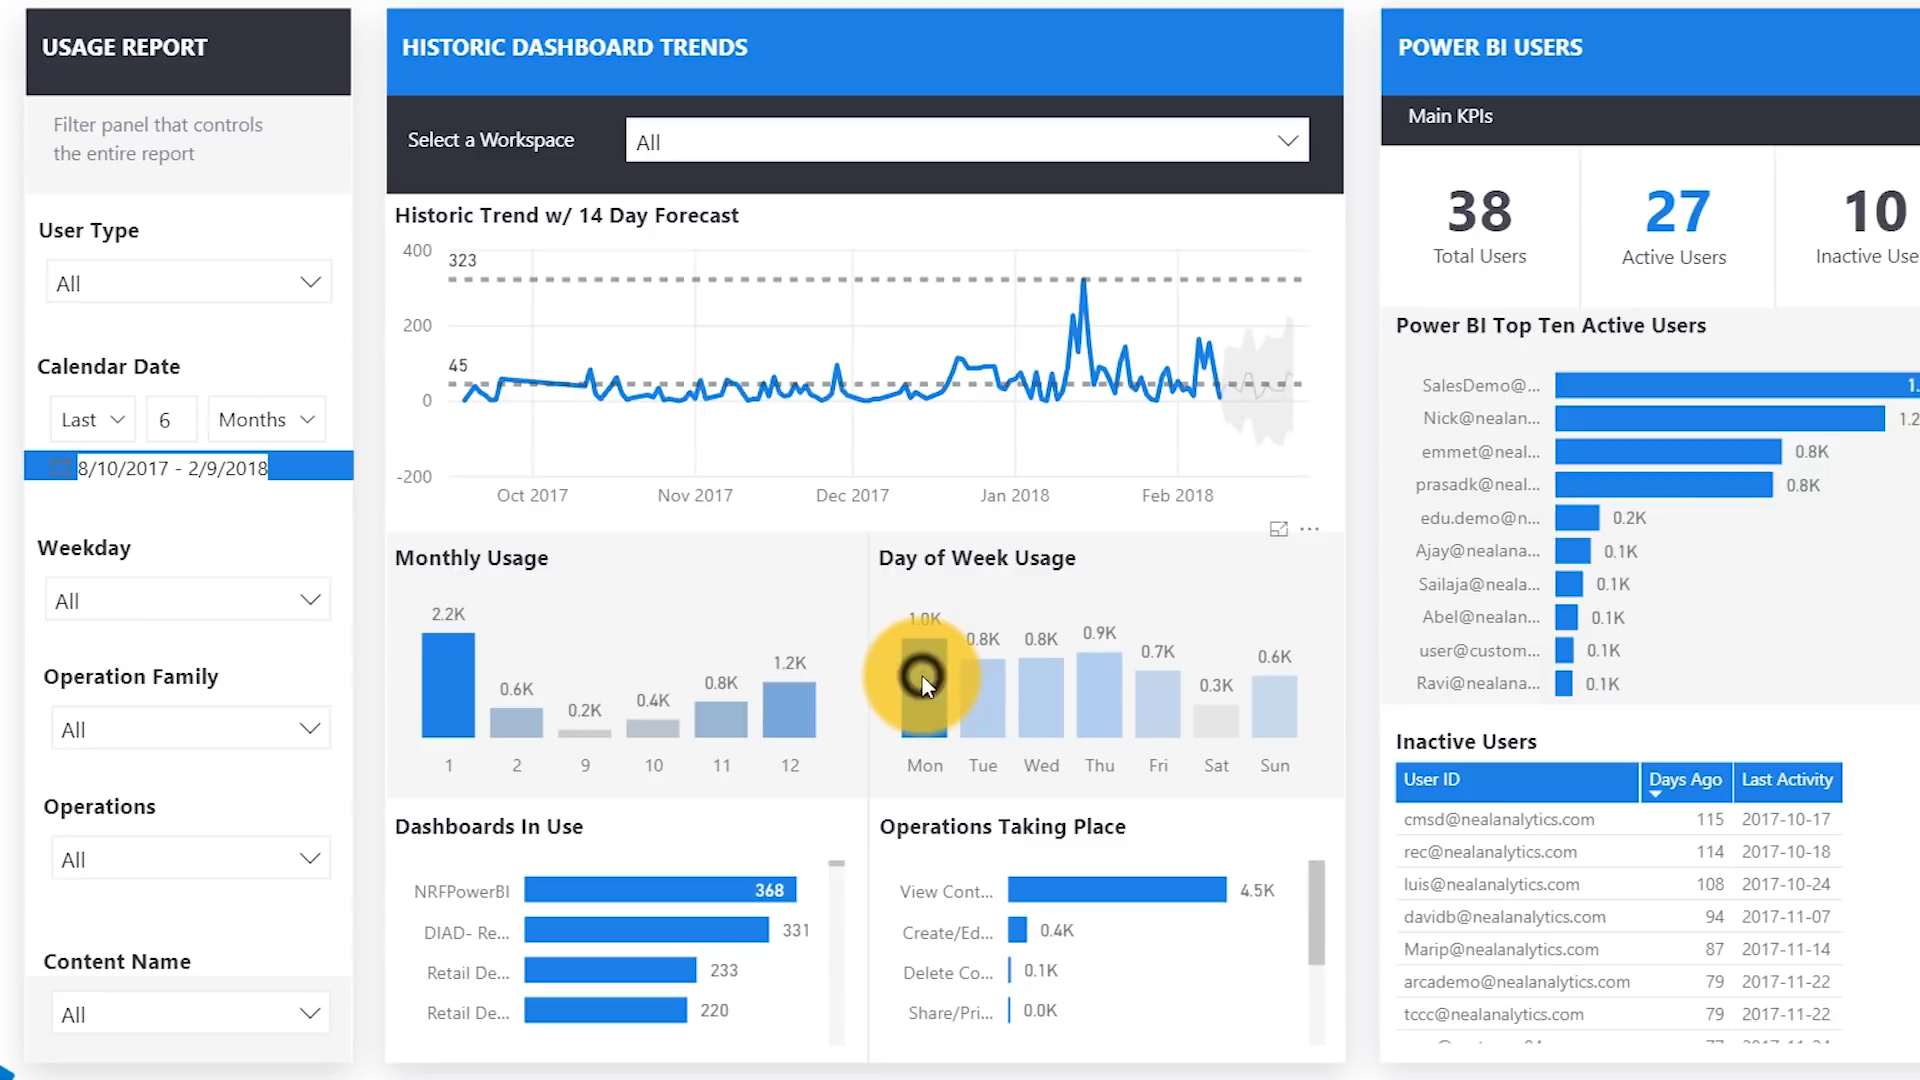 USAGE REPORT
Filter panel that controls
the entire report
User Type
All
Calendar Date
Last
6
Months
8/10/2017 - 2/9/2018
Weekday
All
Operation Family
All
Operations
All
Content Name
All
HISTORIC DASHBOARD TRENDS
Select a Workspace
All
Historic Trend w/ 14 Day Forecast
400
323
200
45
0
-200
Oct 2017
Nov 2017
Dec 2017
Jan 2018
Feb 2018
Monthly Usage
2.2K
0.6K
0.2K
0.4K
0.8K
1.2K
1
2
9
10
11
12
Day of Week Usage
1.0K
0.8K
0.8K
0.9K
0.7K
0.3K
0.6K
Mon
Tue
Wed
Thu
Fri
Sat
Sun
Dashboards In Use
NRFPowerBI 368
DIAD- Re... 331
Retail De... 233
Retail De... 220
Operations Taking Place
View Cont... 4.5K
Create/Ed... 0.4K
Delete Co... 0.1K
Share/Pri... 0.0K
POWER BI USERS
Main KPIs
38
Total Users
27
Active Users
10
Inactive Use
Power BI Top Ten Active Users
SalesDemo@... 1.
Nick@nealan... 1.2
emmet@neal... 0.8K
prasadk@neal... 0.8K
edu.demo@n... 0.2K
Ajay@nealana... 0.1K
Sailaja@neala... 0.1K
Abel@nealan... 0.1K
user@custom... 0.1K
Ravi@nealana... 0.1K
Inactive Users
User ID Days Ago Last Activity
cmsd@nealanalytics.com 115 2017-10-17
rec@nealanalytics.com 114 2017-10-18
luis@nealanalytics.com 108 2017-10-24
davidb@nealanalytics.com 94 2017-11-07
Marip@nealanalytics.com 87 2017-11-14
arcademo@nealanalytics.com 79 2017-11-22
tccc@nealanalytics.com 79 2017-11-22